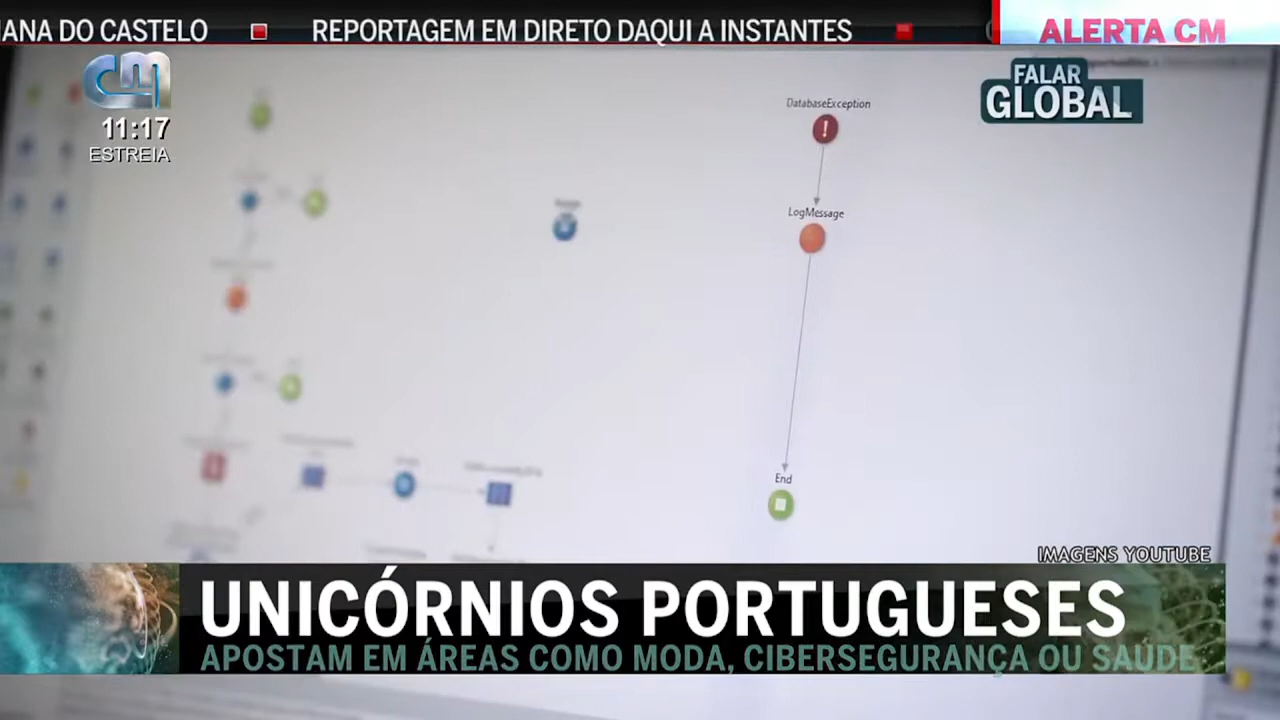 IANA DO CASTELO
REPORTAGEM EM DIRETO DAQUI A INSTANTES
ALERTA CM
CM
11:17
ESTREIA
FALAR
GLOBAL
DatabaseException
LogMessage
End
IMAGENS YOUTUBE
UNICÓRNIOS PORTUGUESES
APOSTAM EM ÁREAS COMO MODA, CIBERSEGURANÇA OU SAÚDE